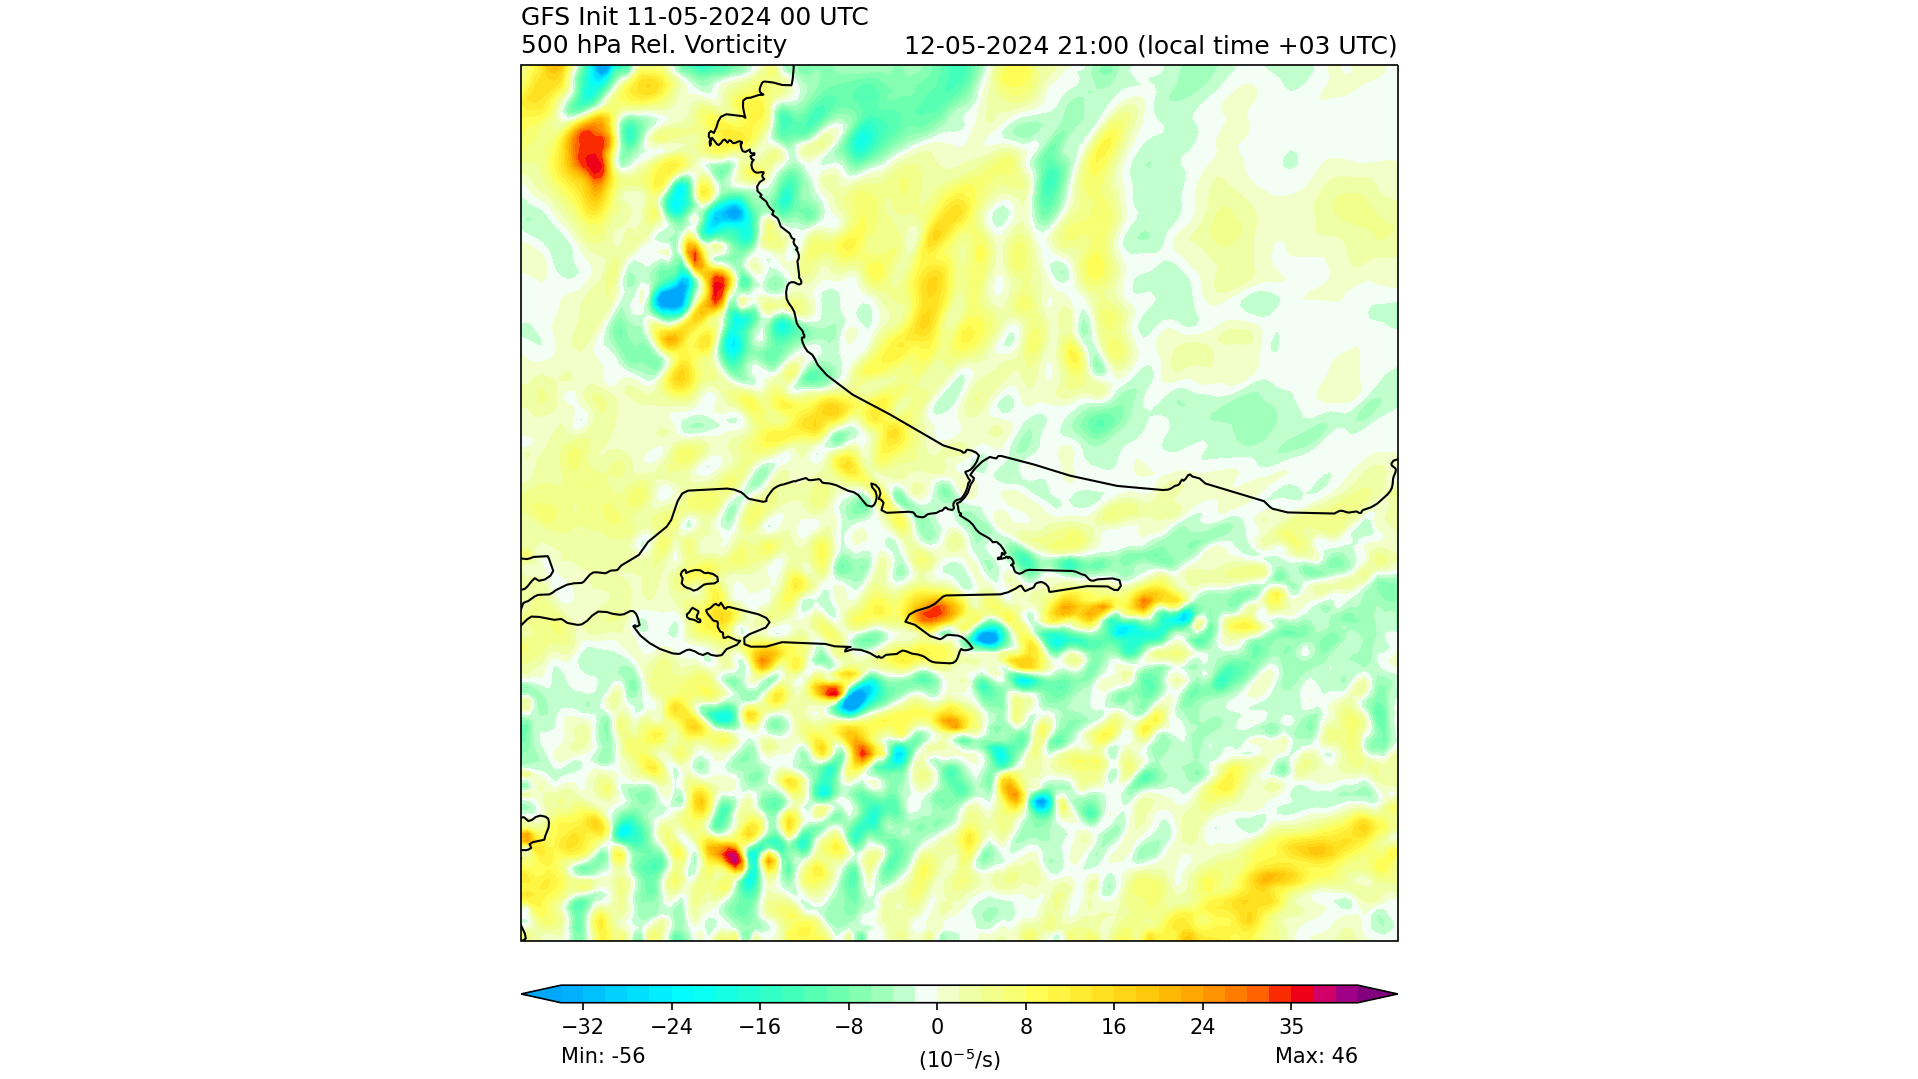 GFS Init 11-05-2024 00 UTC
500 hPa Rel. Vorticity
12-05-2024 21:00 (local time +03 UTC)
−32 −24 −16 −8 0 8 16 24 35
Min: -56 (10⁻⁵/s) Max: 46